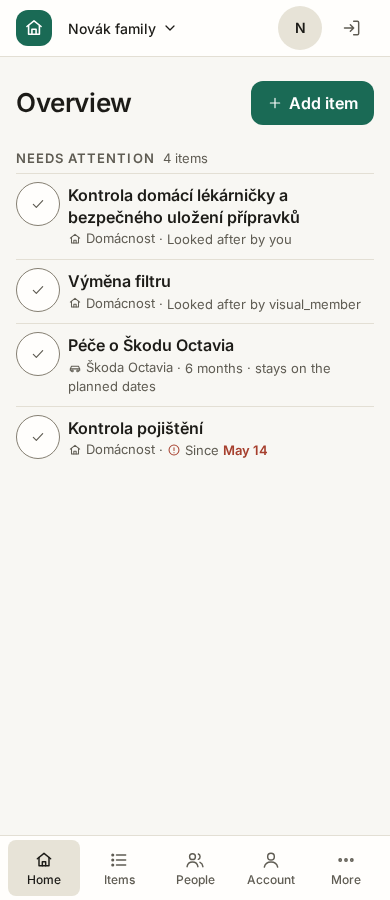 Novák family
N
Overview
Add item
NEEDS ATTENTION 4 items
Kontrola domácí lékárničky a
bezpečného uložení přípravků
Domácnost · Looked after by you
Výměna filtru
Domácnost · Looked after by visual_member
Péče o Škodu Octavia
Škoda Octavia · 6 months · stays on the
planned dates
Kontrola pojištění
Domácnost · Since May 14
Home Items People Account More